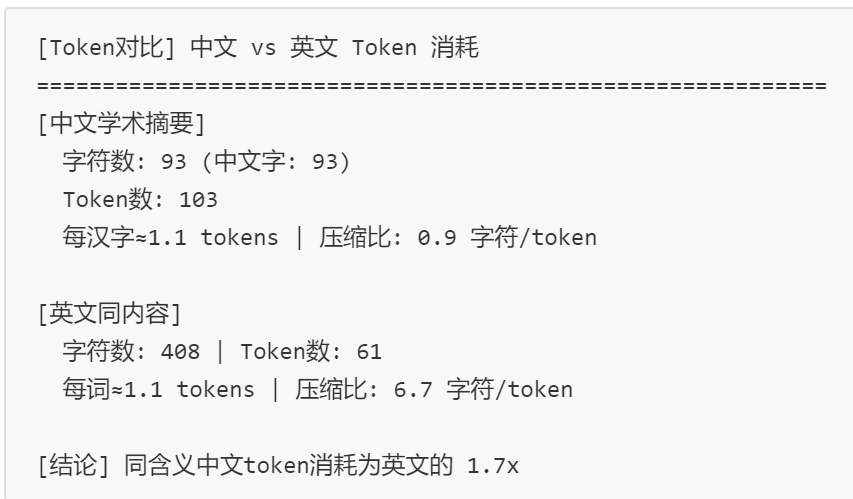 [Token对比] 中文 vs 英文 Token 消耗
============================================================
[中文学术摘要]
  字符数: 93 (中文字: 93)
  Token数: 103
  每汉字≈1.1 tokens | 压缩比: 0.9 字符/token

[英文同内容]
  字符数: 408 | Token数: 61
  每词≈1.1 tokens | 压缩比: 6.7 字符/token

[结论] 同含义中文token消耗为英文的 1.7x